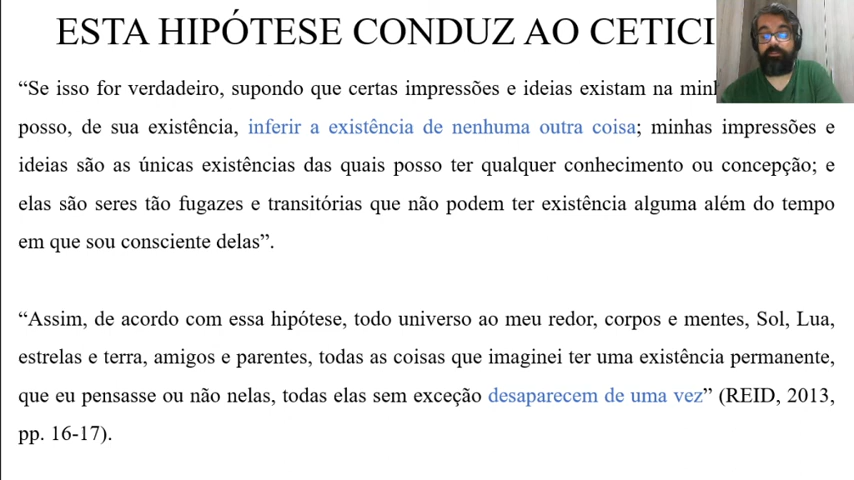 ESTA HIPÓTESE CONDUZ AO CETICI
“Se isso for verdadeiro, supondo que certas impressões e ideias existam na
posso, de sua existência, inferir a existência de nenhuma outra coisa; minhas impressões e
ideias são as únicas existências das quais posso ter qualquer conhecimento ou concepção; e
elas são seres tão fugazes e transitórias que não podem ter existência alguma além do tempo
em que sou consciente delas”.
“Assim, de acordo com essa hipótese, todo universo ao meu redor, corpos e mentes, Sol, Lua,
estrelas e terra, amigos e parentes, todas as coisas que imaginei ter uma existência permanente,
que eu pensasse ou não nelas, todas elas sem exceção desaparecem de uma vez” (REID, 2013,
pp. 16-17).